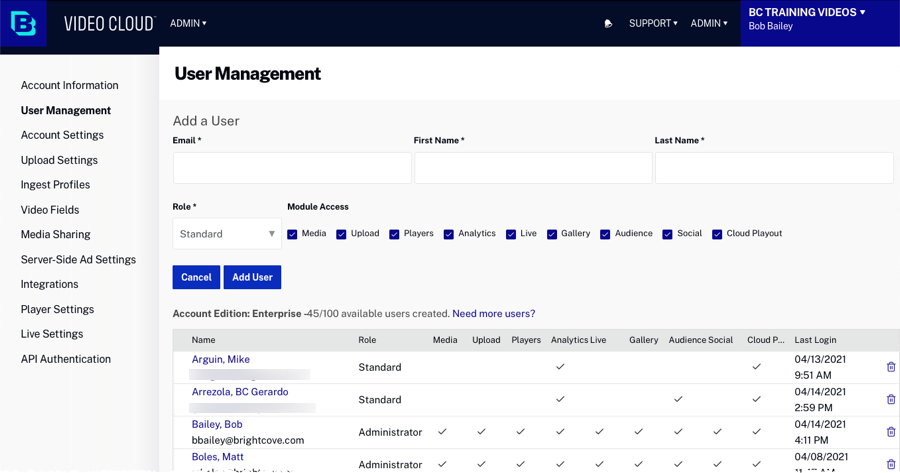 VIDEO CLOUD ADMIN SUPPORT ADMIN BC TRAINING VIDEOS
Bob Bailey
User Management
Account Information
User Management
Account Settings
Upload Settings
Ingest Profiles
Video Fields
Media Sharing
Server-Side Ad Settings
Integrations
Player Settings
Live Settings
API Authentication
Add a User
Email * First Name * Last Name *
Role * Module Access
Standard Media Upload Players Analytics Live Gallery Audience Social Cloud Playout
Cancel Add User
Account Edition: Enterprise -45/100 available users created. Need more users?
Name Role Media Upload Players Analytics Live Gallery Audience Social Cloud P... Last Login
Arguin, Mike Standard 04/13/2021
9:51 AM
Arrezola, BC Gerardo Standard 04/14/2021
2:59 PM
Bailey, Bob Administrator 04/14/2021
bbailey@brightcove.com 4:11 PM
Boles, Matt Administrator 04/08/2021